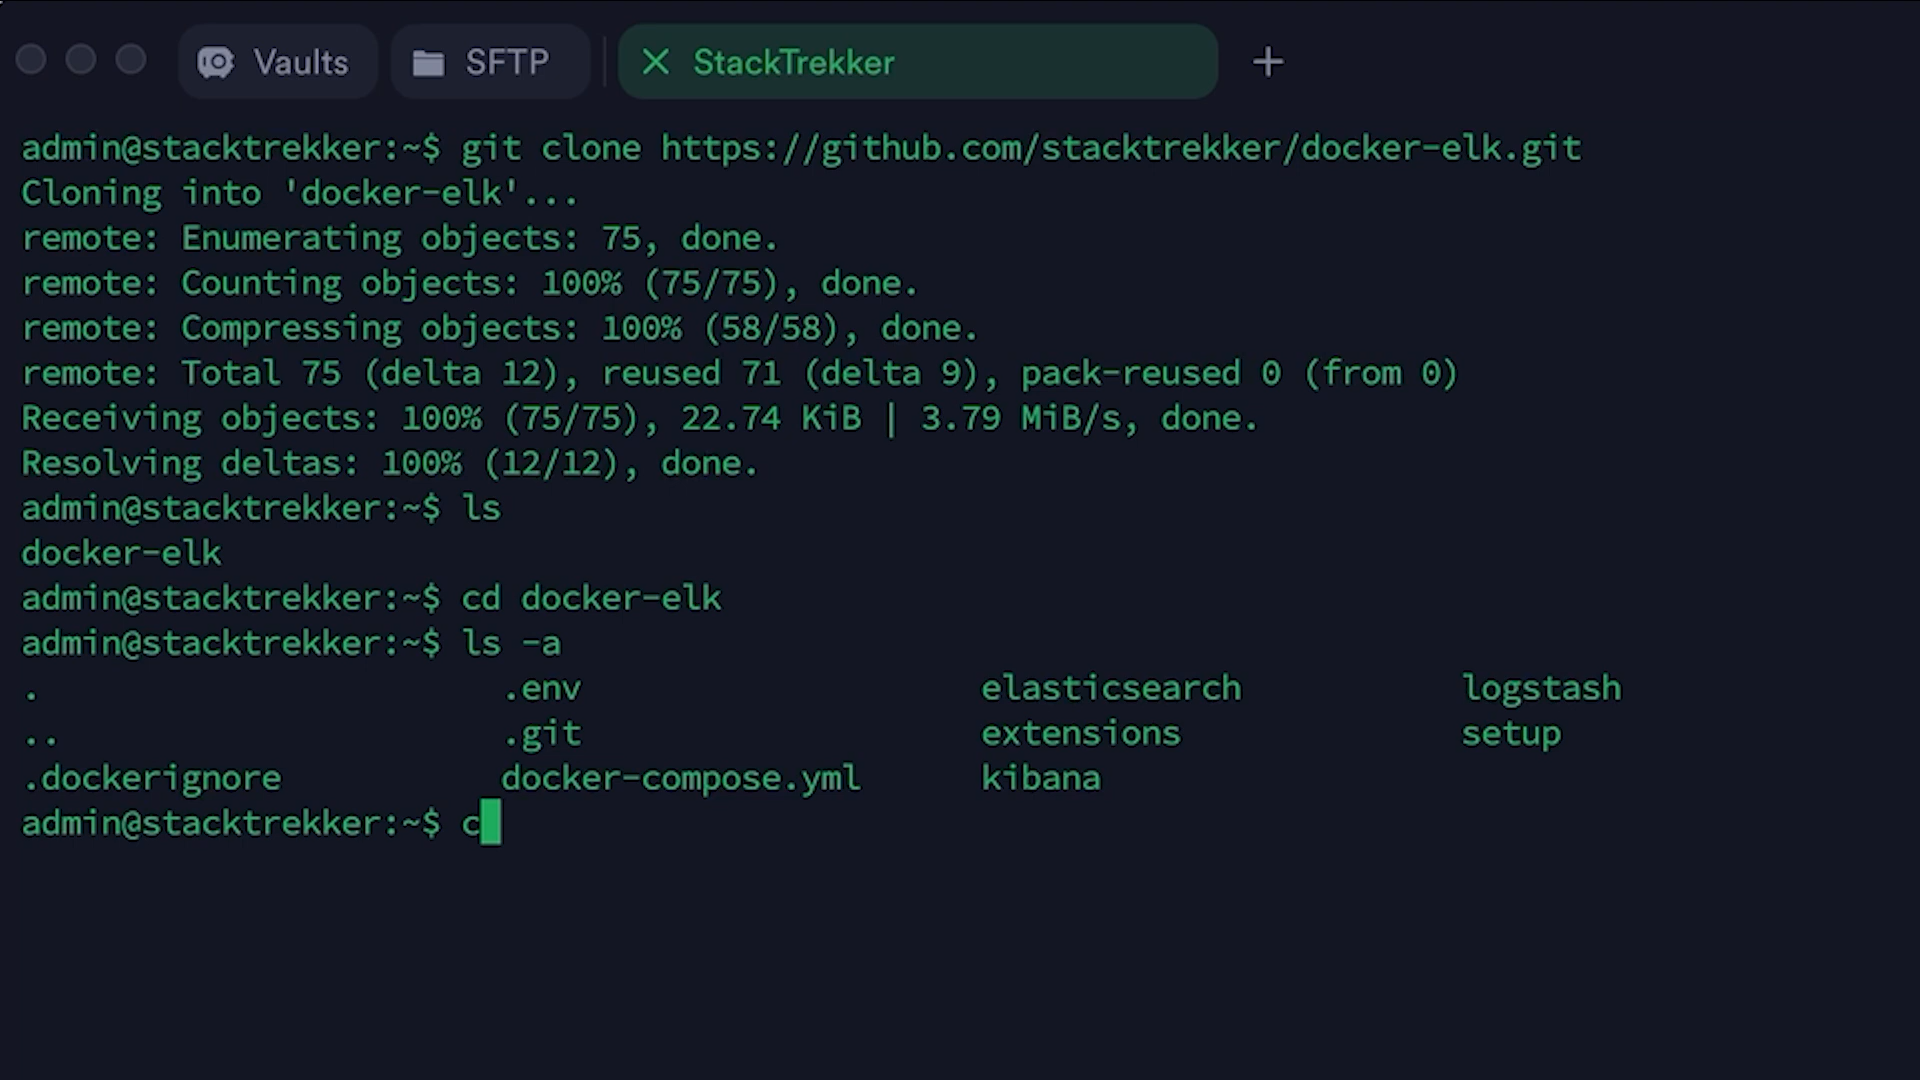 Vaults SFTP StackTrekker
admin@stacktrekker:~$ git clone https://github.com/stacktrekker/docker-elk.git
Cloning into 'docker-elk'...
remote: Enumerating objects: 75, done.
remote: Counting objects: 100% (75/75), done.
remote: Compressing objects: 100% (58/58), done.
remote: Total 75 (delta 12), reused 71 (delta 9), pack-reused 0 (from 0)
Receiving objects: 100% (75/75), 22.74 KiB | 3.79 MiB/s, done.
Resolving deltas: 100% (12/12), done.
admin@stacktrekker:~$ ls
docker-elk
admin@stacktrekker:~$ cd docker-elk
admin@stacktrekker:~$ ls -a
. .env elasticsearch logstash
.. .git extensions setup
.dockerignore docker-compose.yml kibana
admin@stacktrekker:~$ c